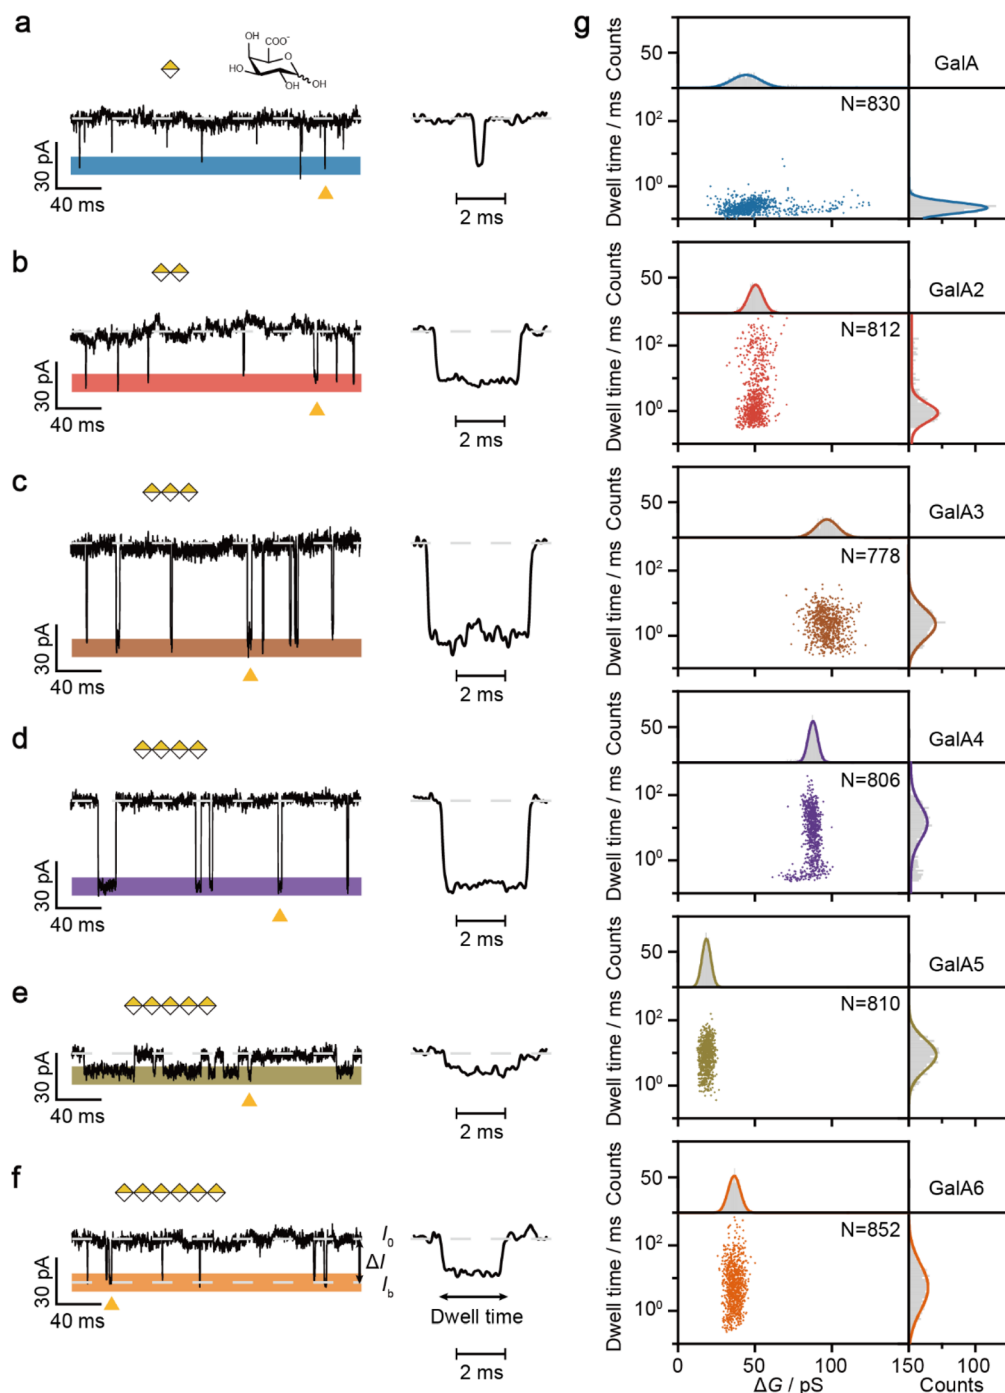 a
OH
COO-
O
HO
OH
OH
30 pA
40 ms
2 ms
b
30 pA
40 ms
2 ms
c
30 pA
40 ms
2 ms
d
30 pA
40 ms
2 ms
e
30 pA
40 ms
2 ms
f
I0
ΔI
Ib
30 pA
40 ms
Dwell time
2 ms
g
Counts
50
GalA
Dwell time / ms
10²
10⁰
N=830
Counts
50
GalA2
Dwell time / ms
10²
10⁰
N=812
Counts
50
GalA3
Dwell time / ms
10²
10⁰
N=778
Counts
50
GalA4
Dwell time / ms
10²
10⁰
N=806
Counts
50
GalA5
Dwell time / ms
10²
10⁰
N=810
Counts
50
GalA6
Dwell time / ms
10²
10⁰
N=852
0 50 100 150 100
ΔG / pS Counts